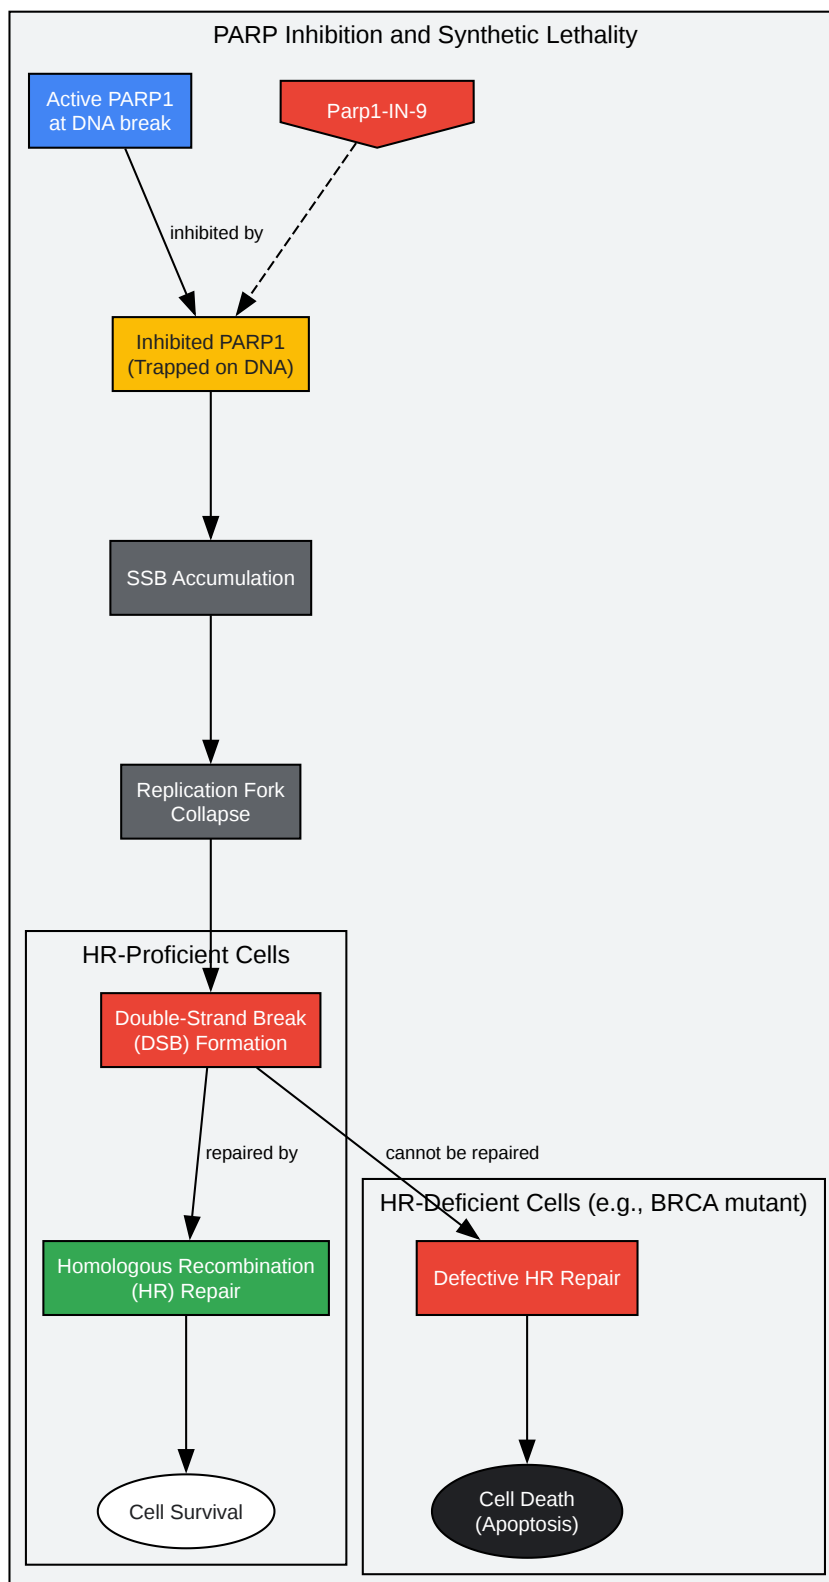 PARP Inhibition and Synthetic Lethality
Active PARP1
at DNA break
Parp1-IN-9
inhibited by
Inhibited PARP1
(Trapped on DNA)
SSB Accumulation
Replication Fork
Collapse
HR-Proficient Cells
Double-Strand Break
(DSB) Formation
repaired by
cannot be repaired
HR-Deficient Cells (e.g., BRCA mutant)
Homologous Recombination
(HR) Repair
Defective HR Repair
Cell Survival
Cell Death
(Apoptosis)